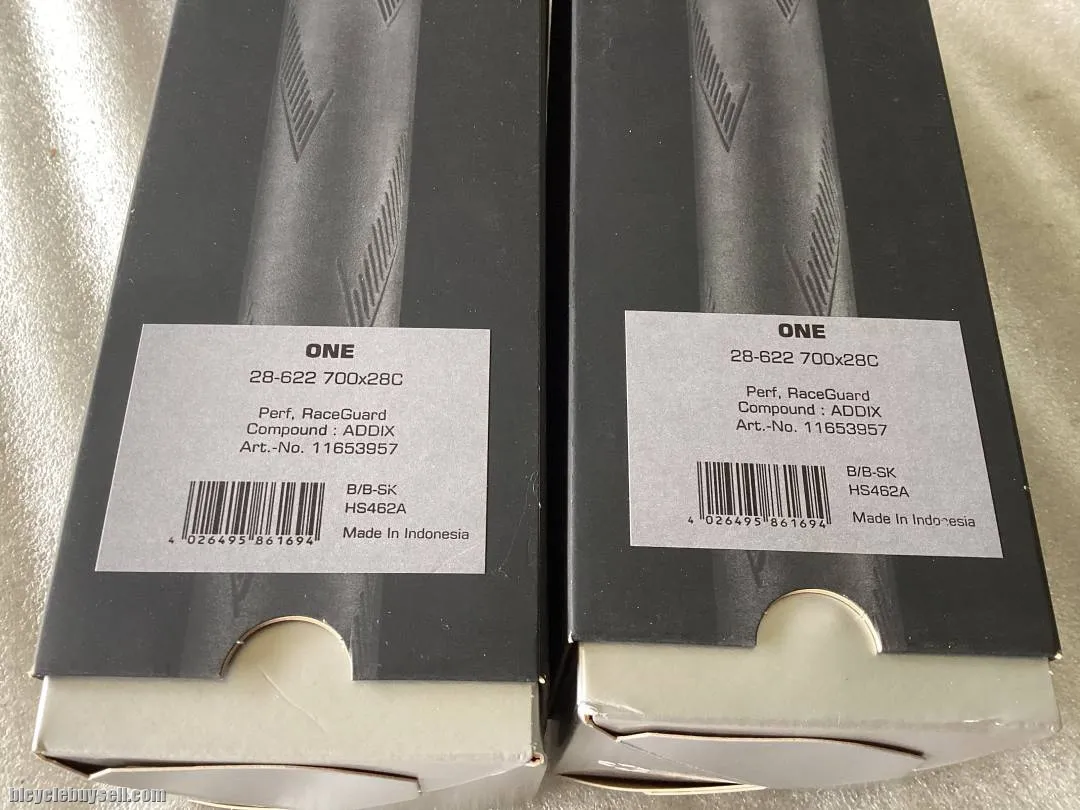 ONE
28-622 700x28C
Perf, RaceGuard
Compound : ADDIX
Art.-No. 11653957
B/B-SK
HS462A
Made In Indonesia
4 026495 861694
ONE
28-622 700x28C
Perf, RaceGuard
Compound : ADDIX
Art.-No. 11653957
B/B-SK
HS462A
Made In Indonesia
4 026495 861694
bicyclebuysell.com